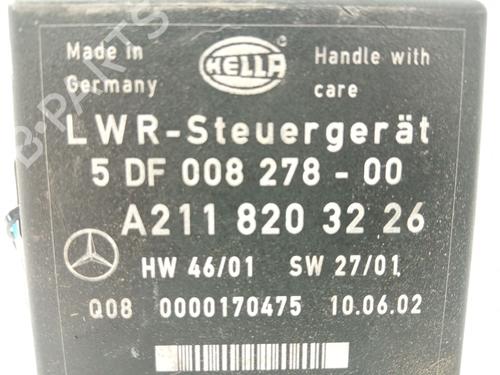 Made in
Germany
HELLA
Handle with
care
LWR-Steuergerät
5 DF 008 278 - 00
A211 820 32 26
HW 46/01 SW 27/01
Q08 0000170475 10.06.02
B-PARTS